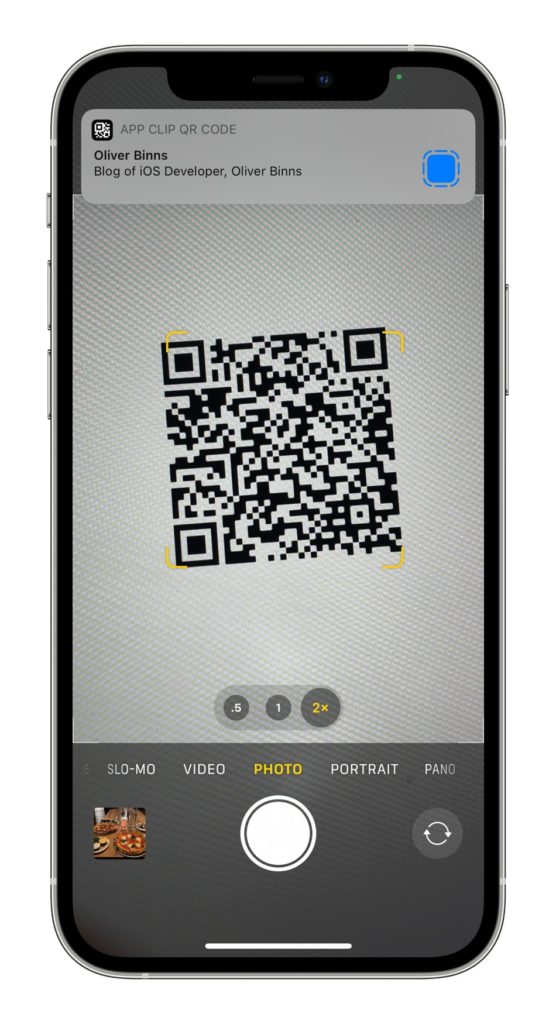 APP CLIP QR CODE
Oliver Binns
Blog of iOS Developer, Oliver Binns
.5 1 2×
SLO-MO VIDEO PHOTO PORTRAIT PANO